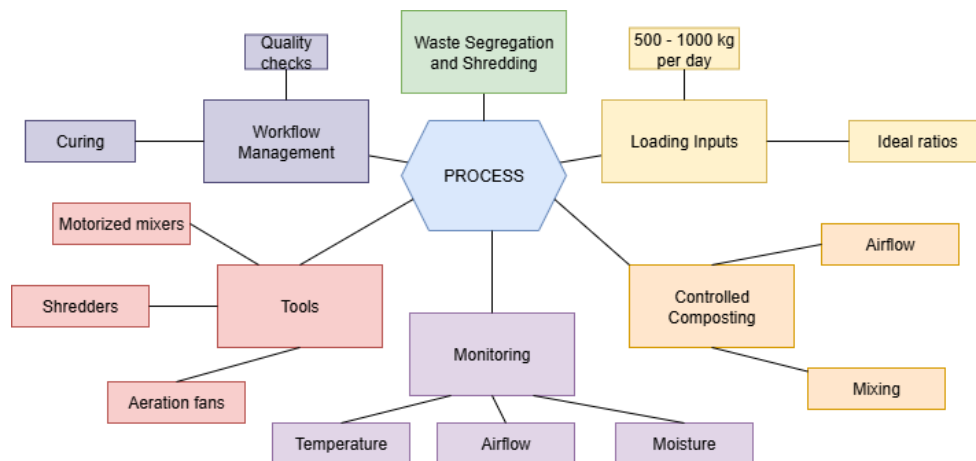 Quality
checks
Waste Segregation
and Shredding
500 - 1000 kg
per day
Curing
Workflow
Management
PROCESS
Loading Inputs
Ideal ratios
Motorized mixers
Shredders
Tools
Aeration fans
Monitoring
Temperature
Airflow
Moisture
Controlled
Composting
Airflow
Mixing